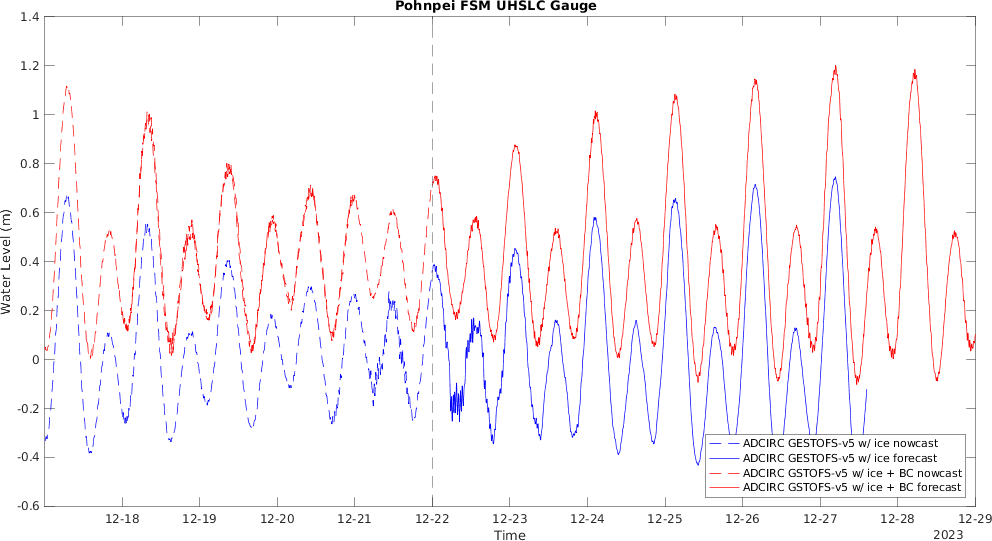 Pohnpei FSM UHSLC Gauge
Water Level (m)
1.4
1.2
1
0.8
0.6
0.4
0.2
0
-0.2
-0.4
-0.6
ADCIRC GESTOFS-v5 w/ ice nowcast
ADCIRC GESTOFS-v5 w/ ice forecast
ADCIRC GSTOFS-v5 w/ ice + BC nowcast
ADCIRC GSTOFS-v5 w/ ice + BC forecast
12-18 12-19 12-20 12-21 12-22 12-23 12-24 12-25 12-26 12-27 12-28 12-29
Time
2023